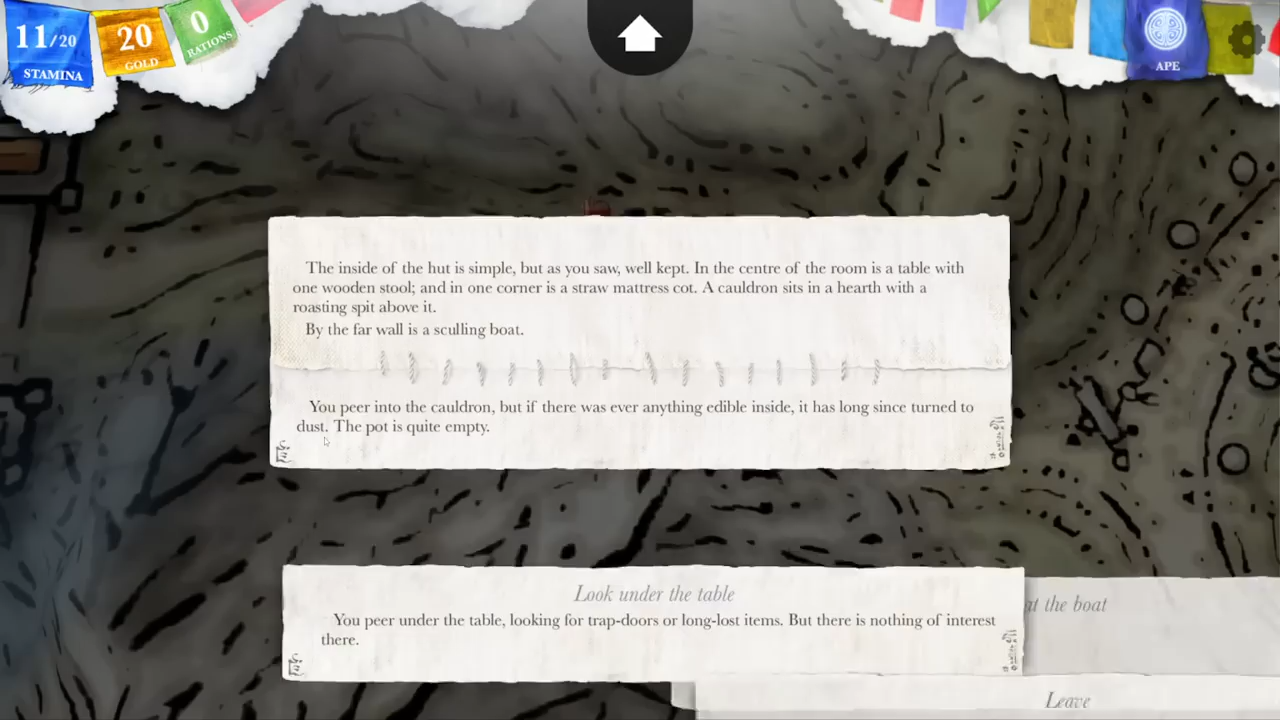 11/20
STAMINA
20
GOLD
0
RATIONS
APE
The inside of the hut is simple, but as you saw, well kept. In the centre of the room is a table with
one wooden stool; and in one corner is a straw mattress cot. A cauldron sits in a hearth with a
roasting spit above it.
By the far wall is a sculling boat.
You peer into the cauldron, but if there was ever anything edible inside, it has long since turned to
dust. The pot is quite empty.
Look under the table
You peer under the table, looking for trap-doors or long-lost items. But there is nothing of interest
there.
at the boat
Leave